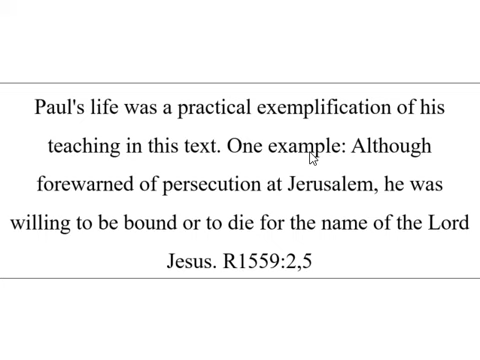 Paul's life was a practical exemplification of his
teaching in this text. One example: Although
forewarned of persecution at Jerusalem, he was
willing to be bound or to die for the name of the Lord
Jesus. R1559:2,5